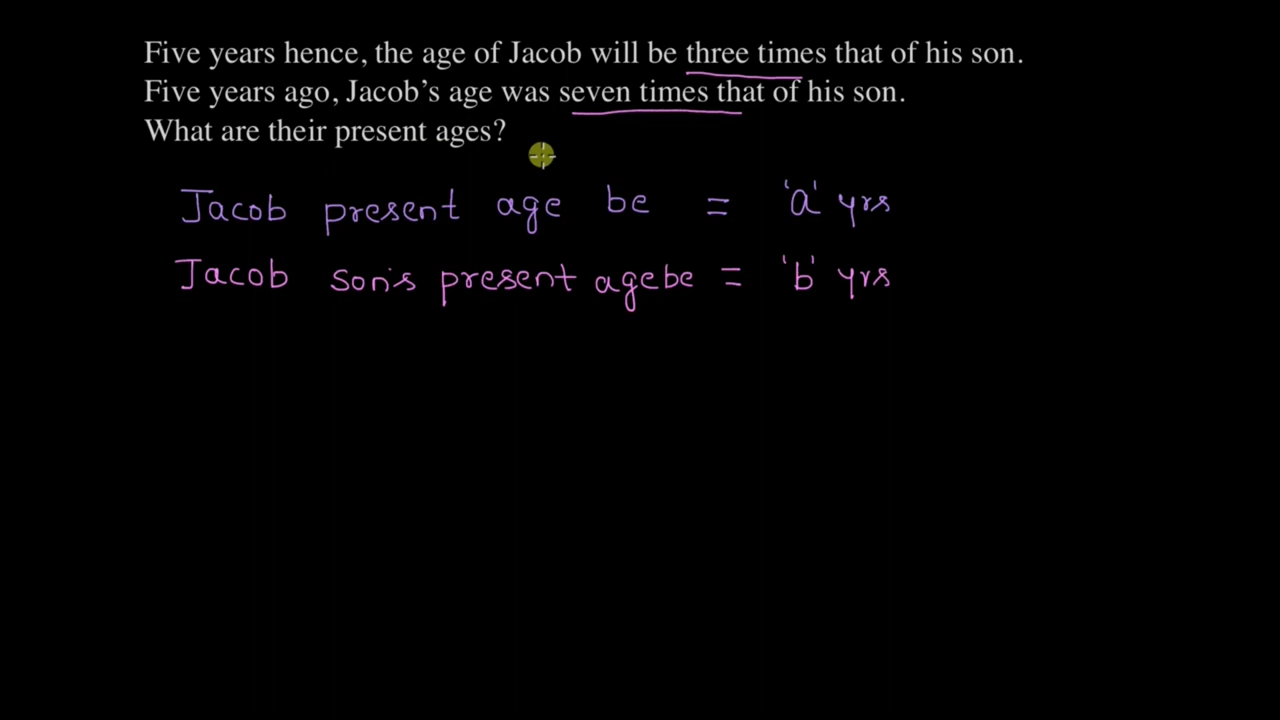 Five years hence, the age of Jacob will be three times that of his son.
Five years ago, Jacob’s age was seven times that of his son.
What are their present ages?
Jacob present age be = 'a' yrs
Jacob son's present age be = 'b' yrs